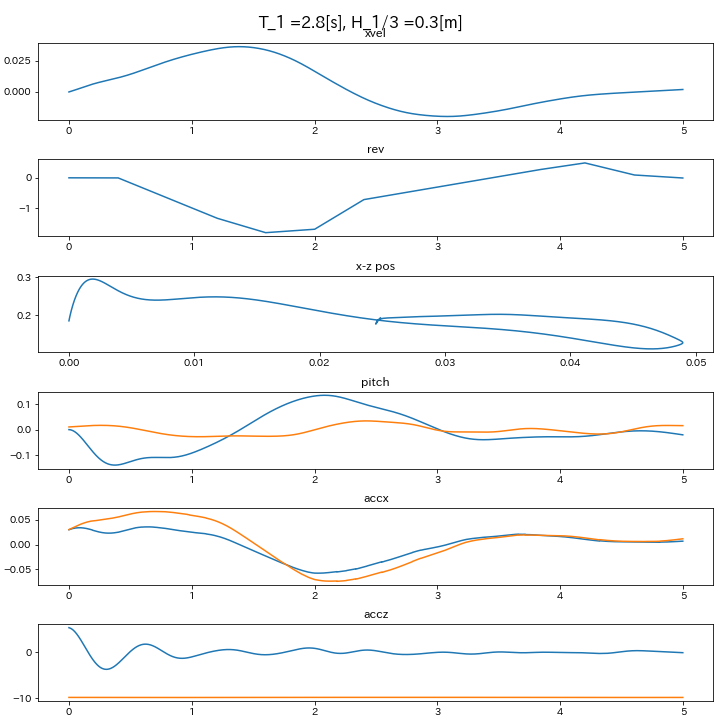 T_1 =2.8[s], H_1/3 =0.3[m]
xvel
0.025
0.000
0 1 2 3 4 5
rev
0
−1
0 1 2 3 4 5
x-z pos
0.3
0.2
0.00 0.01 0.02 0.03 0.04 0.05
pitch
0.1
0.0
−0.1
0 1 2 3 4 5
accx
0.05
0.00
−0.05
0 1 2 3 4 5
accz
0
−10
0 1 2 3 4 5